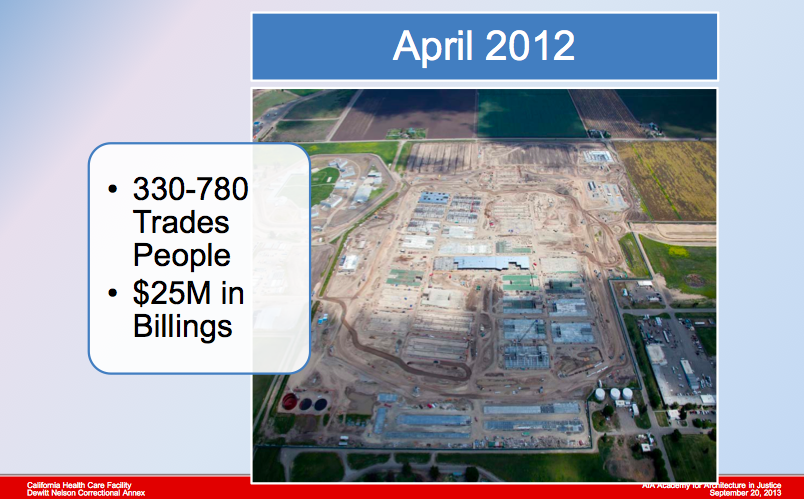 April 2012
• 330-780
Trades
People
• $25M in
Billings
California Health Care Facility
Dewitt Nelson Correctional Annex
AIA Academy for Architecture in Justice
September 20, 2013